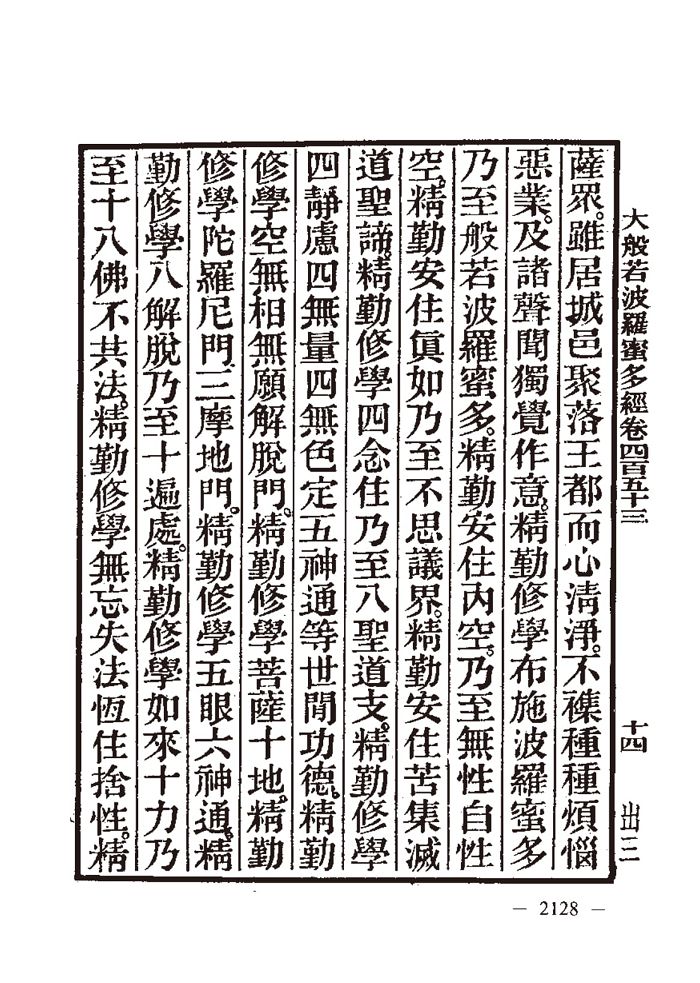 大般若波羅蜜多經卷四百五十三
十四
出三
薩眾。雖居城邑聚落王都而心清淨。不襍種種煩惱
惡業。及諸聲聞獨覺作意。精勤修學布施波羅蜜多
乃至般若波羅蜜多。精勤安住內空。乃至無性自性
空。精勤安住眞如乃至不思議界。精勤安住苦集滅
道聖諦。精勤修學四念住乃至八聖道支。精勤修學
四靜慮四無量四無色定五神通等世閒功德。精勤
修學空無相無願解脫門。精勤修學菩薩十地。精勤
修學陀羅尼門三摩地門。精勤修學五眼六神通。精
勤修學八解脫乃至十遍處。精勤修學如來十力乃
至十八佛不共法。精勤修學無忘失法恆住捨性。精
— 2128 —